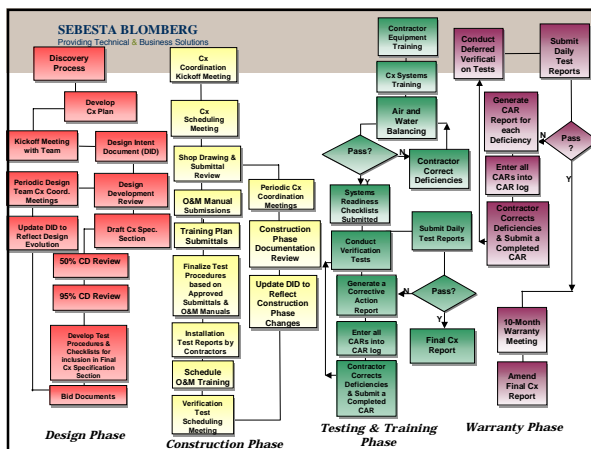 SEBESTA BLOMBERG
Providing Technical & Business Solutions
Discovery
Process
Develop
Cx Plan
Kickoff Meeting
with Team
Design Intent
Document (DID)
Periodic Design
Team Cx Coord.
Meetings
Design
Development
Review
Update DID to
Reflect Design
Evolution
Draft Cx Spec.
Section
50% CD Review
95% CD Review
Develop Test
Procedures &
Checklists for
inclusion in Final
Cx Specification
Section
Bid Documents
Design Phase
Cx
Coordination
Kickoff Meeting
Cx
Scheduling
Meeting
Shop Drawing &
Submittal
Review
O&M Manual
Submissions
Training Plan
Submittals
Finalize Test
Procedures
based on
Approved
Submittals &
O&M Manuals
Installation
Test Reports by
Contractors
Schedule
O&M Training
Verification
Test
Scheduling
Meeting
Periodic Cx
Coordination
Meetings
Construction
Phase
Documentation
Review
Update DID to
Reflect
Construction
Phase
Changes
Construction Phase
Contractor
Equipment
Training
Cx Systems
Training
Air and
Water
Balancing
Pass?
N
Contractor
Correct
Deficiencies
Y
Systems
Readiness
Checklists
Submitted
Conduct
Verification
Tests
Submit Daily
Test Reports
Pass?
N
Generate a
Corrective
Action
Report
Y
Enter all
CARs into
CAR log
Final Cx
Report
Contractor
Corrects
Deficiencies
& Submit a
Completed
CAR
Testing & Training
Phase
Conduct
Deferred
Verificati
on Tests
Submit
Daily
Test
Reports
Generate
CAR
Report
for each
Deficiency
N
Pass
?
Enter all
CARs into
CAR log
Y
Contractor
Corrects
Deficiencies
& Submit a
Completed
CAR
10-Month
Warranty
Meeting
Amend
Final Cx
Report
Warranty Phase